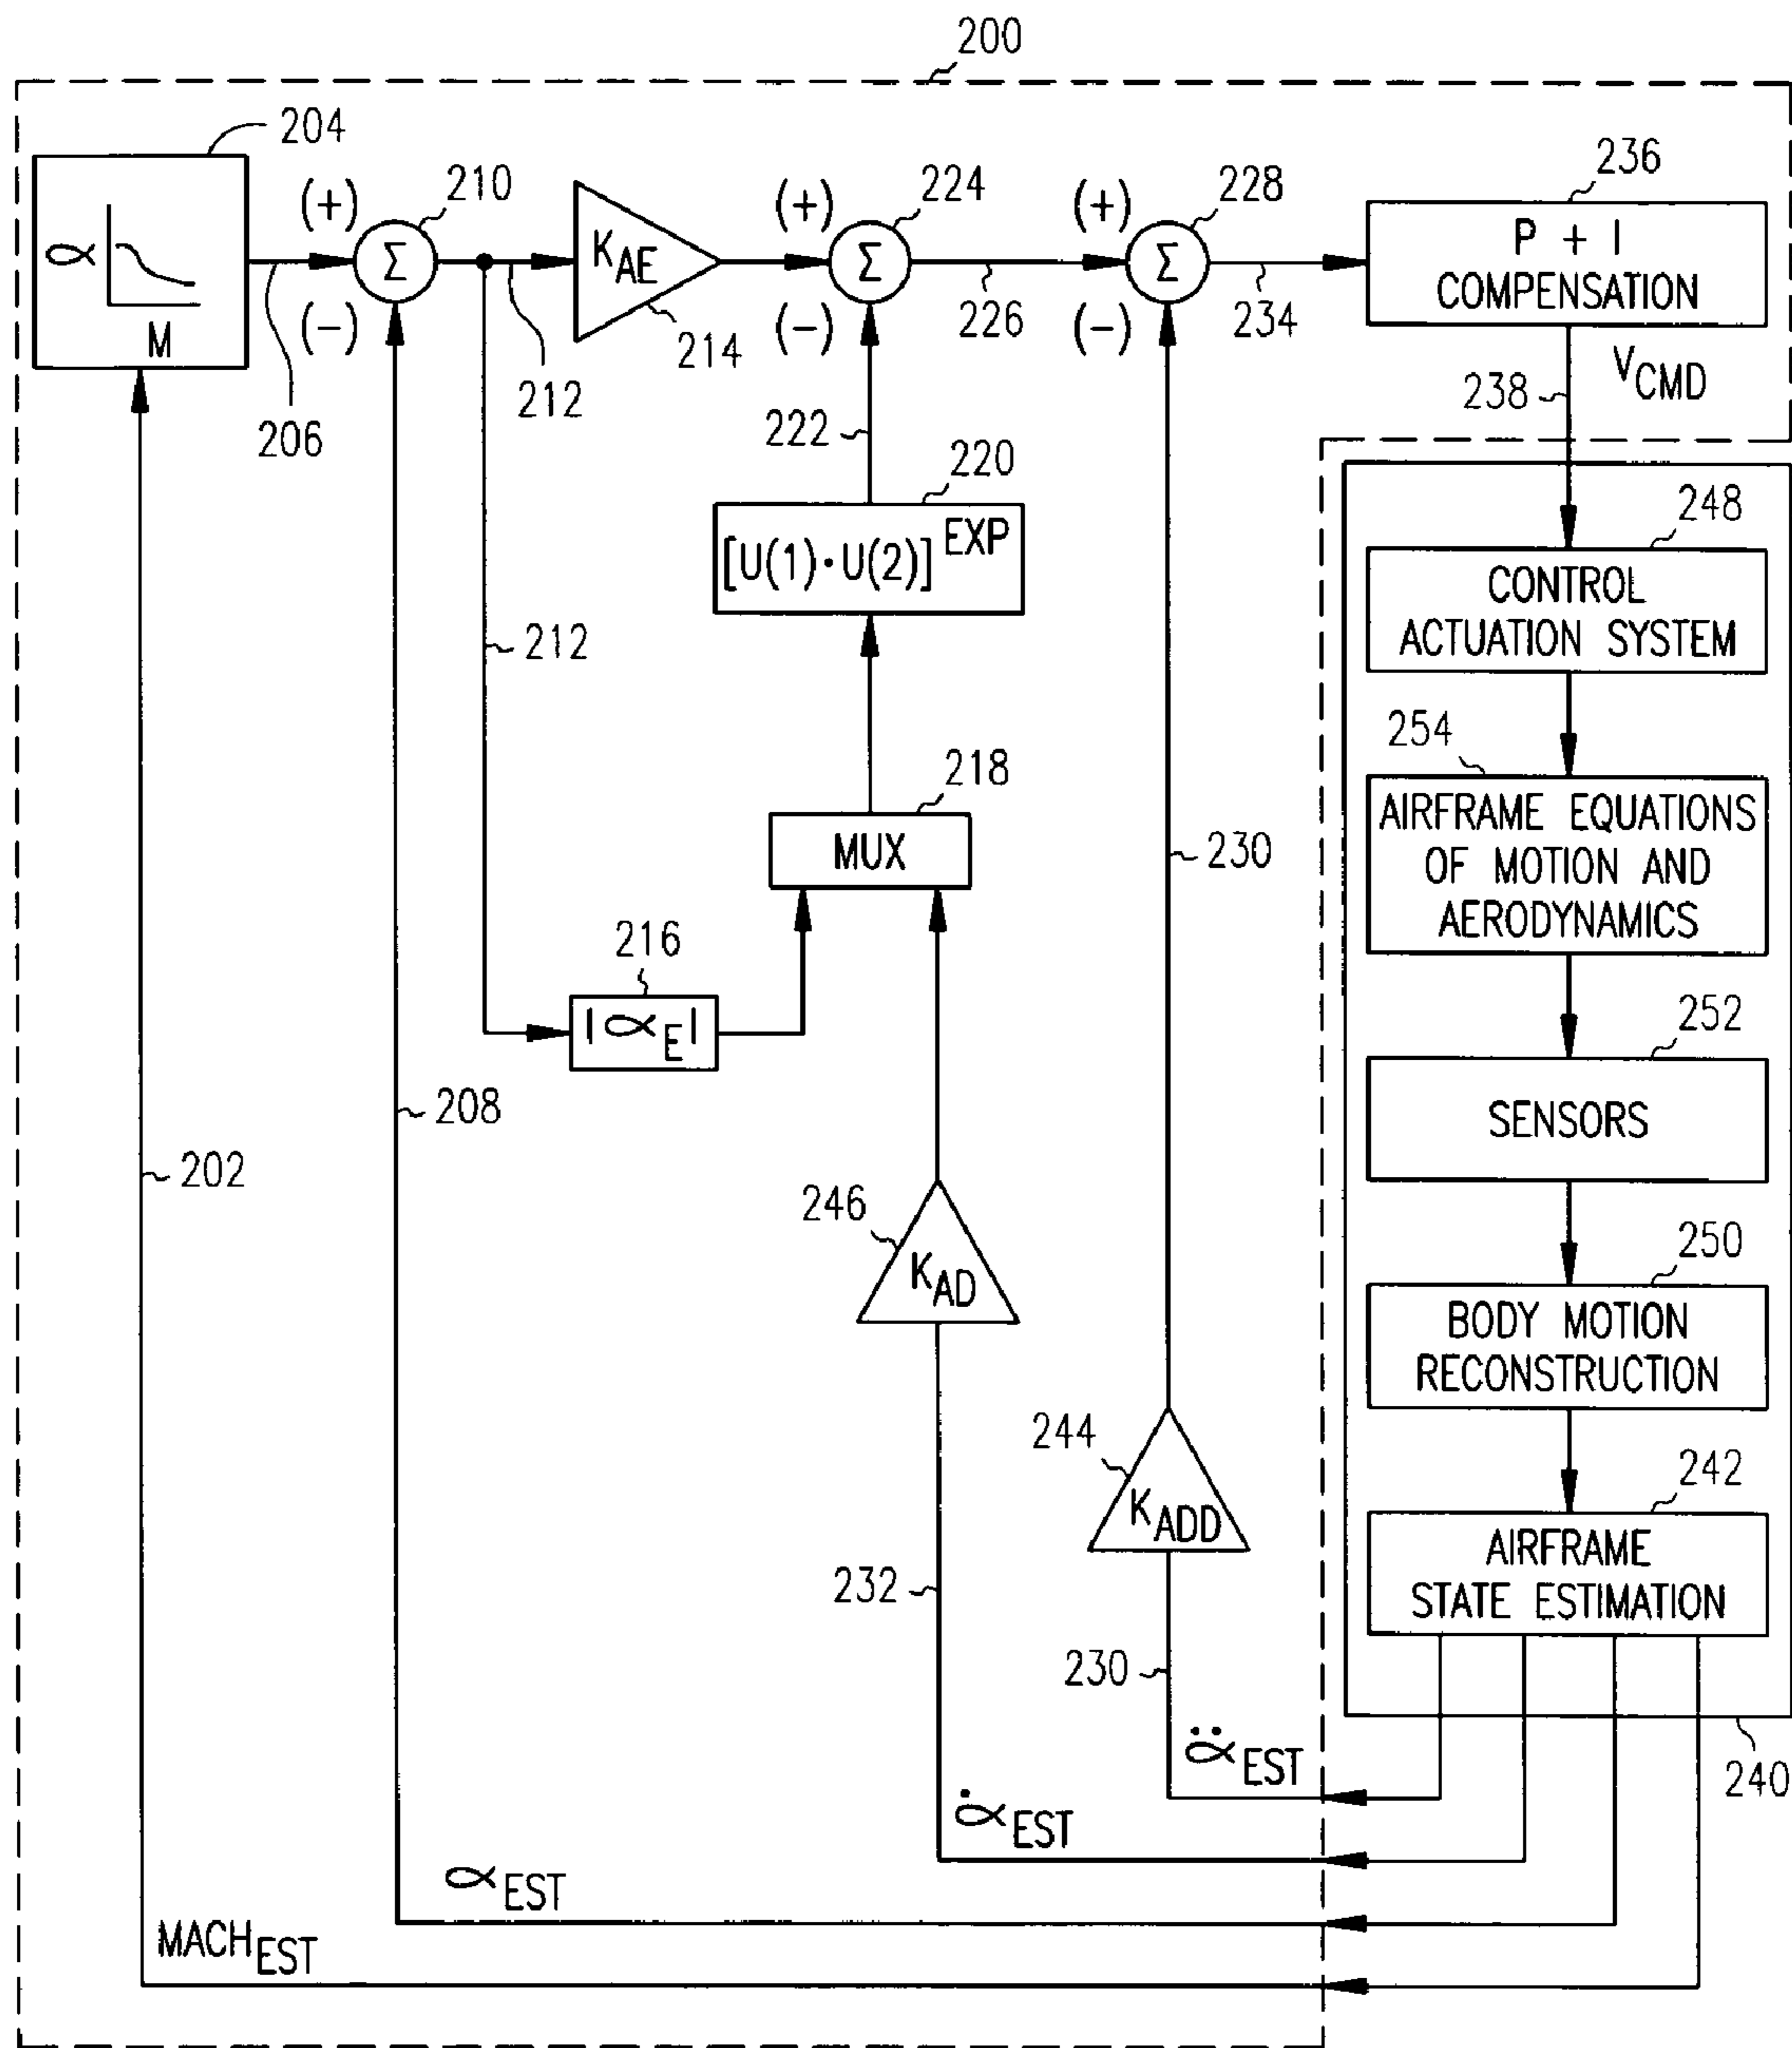 200
204
α
M
206
(+)
(-)
210
Σ
212
K_AE
214
(+)
(-)
224
Σ
226
(+)
(-)
228
Σ
234
236
P + I
COMPENSATION
238
V_CMD
222
220
[U(1)·U(2)]^EXP
212
218
MUX
216
|α_E|
208
202
230
246
K_AD
244
K_ADD
232
230
248
CONTROL
ACTUATION SYSTEM
254
AIRFRAME EQUATIONS
OF MOTION AND
AERODYNAMICS
252
SENSORS
250
BODY MOTION
RECONSTRUCTION
242
AIRFRAME
STATE ESTIMATION
240
α̈_EST
α̇_EST
α_EST
MACH_EST